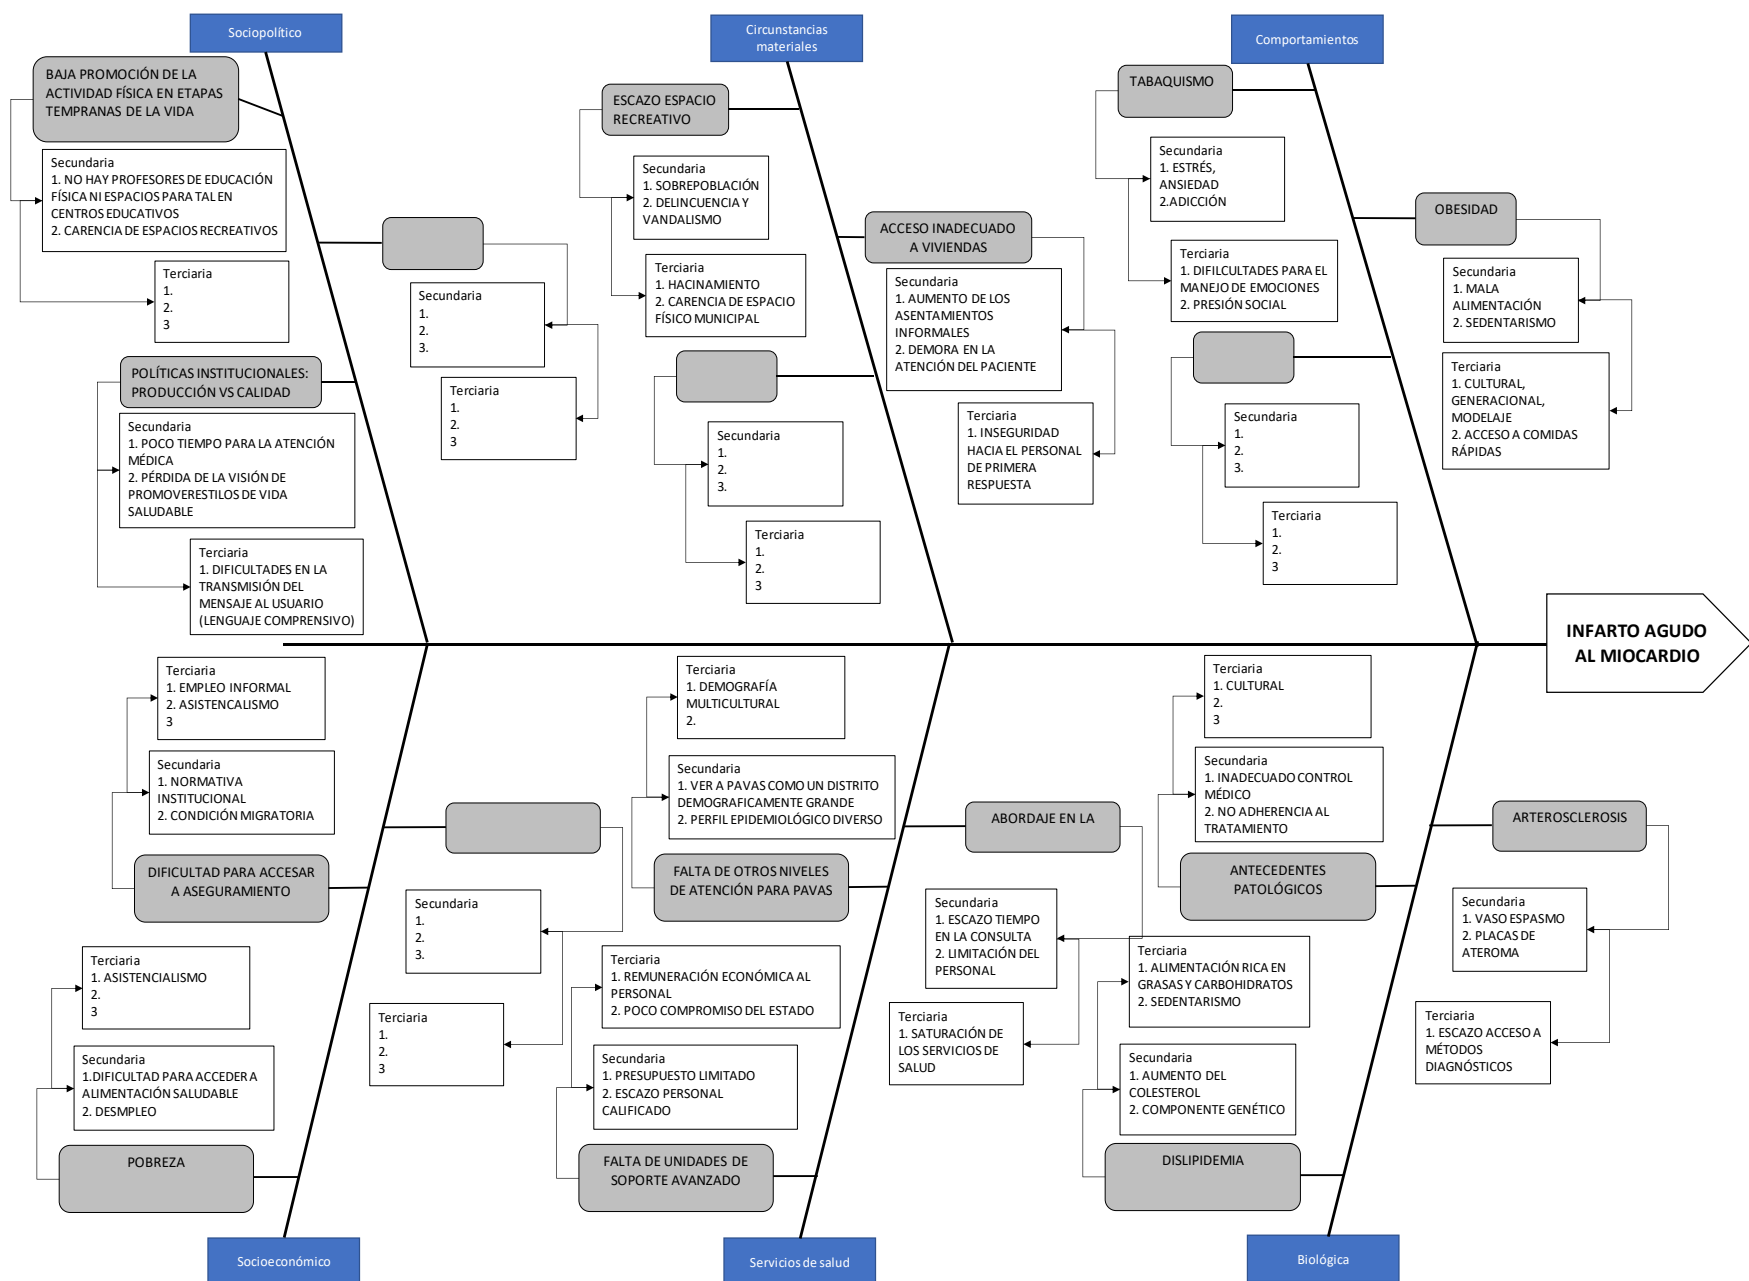 Sociopolítico
BAJA PROMOCIÓN DE LA
ACTIVIDAD FÍSICA EN ETAPAS
TEMPRANAS DE LA VIDA
Secundaria
1. NO HAY PROFESORES DE EDUCACIÓN
FÍSICA NI ESPACIOS PARA TAL EN
CENTROS EDUCATIVOS
2. CARENCIA DE ESPACIOS RECREATIVOS
Terciaria
1.
2.
3
Secundaria
1.
2.
3.
Terciaria
1.
2.
3
POLÍTICAS INSTITUCIONALES:
PRODUCCIÓN VS CALIDAD
Secundaria
1. POCO TIEMPO PARA LA ATENCIÓN
MÉDICA
2. PÉRDIDA DE LA VISIÓN DE
PROMOVERESTILOS DE VIDA
SALUDABLE
Terciaria
1. DIFICULTADES EN LA
TRANSMISIÓN DEL
MENSAJE AL USUARIO
(LENGUAJE COMPRENSIVO)
Circunstancias
materiales
ESCAZO ESPACIO
RECREATIVO
Secundaria
1. SOBREPOBLACIÓN
2. DELINCUENCIA Y
VANDALISMO
Terciaria
1. HACINAMIENTO
2. CARENCIA DE ESPACIO
FÍSICO MUNICIPAL
ACCESO INADECUADO
A VIVIENDAS
Secundaria
1. AUMENTO DE LOS
ASENTAMIENTOS
INFORMALES
2. DEMORA EN LA
ATENCIÓN DEL PACIENTE
Terciaria
1. INSEGURIDAD
HACIA EL PERSONAL
DE PRIMERA
RESPUESTA
Secundaria
1.
2.
3.
Terciaria
1.
2.
3
Comportamientos
TABAQUISMO
Secundaria
1. ESTRÉS,
ANSIEDAD
2.ADICCIÓN
Terciaria
1. DIFILCULTADES PARA EL
MANEJO DE EMOCIONES
2. PRESIÓN SOCIAL
OBESIDAD
Secundaria
1. MALA
ALIMENTACIÓN
2. SEDENTARISMO
Terciaria
1. CULTURAL,
GENERACIONAL,
MODELAJE
2. ACCESO A COMIDAS
RÁPIDAS
Secundaria
1.
2.
3.
Terciaria
1.
2.
3
INFARTO AGUDO
AL MIOCARDIO
Terciaria
1. EMPLEO INFORMAL
2. ASISTENCALISMO
3
Secundaria
1. NORMATIVA
INSTITUCIONAL
2. CONDICIÓN MIGRATORIA
DIFICULTAD PARA ACCESAR
A ASEGURAMIENTO
Secundaria
1.
2.
3.
Terciaria
1.
2.
3
Terciaria
1. ASISTENCIALISMO
2.
3
Secundaria
1.DIFICULTAD PARA ACCEDER A
ALIMENTACIÓN SALUDABLE
2. DESMPLEO
POBREZA
Socioeconómico
Terciaria
1. DEMOGRAFÍA
MULTICULTURAL
2.
Secundaria
1. VER A PAVAS COMO UN DISTRITO
DEMOGRAFICAMENTE GRANDE
2. PERFIL EPIDEMIOLÓGICO DIVERSO
FALTA DE OTROS NIVELES
DE ATENCIÓN PARA PAVAS
ABORDAJE EN LA
Secundaria
1. ESCAZO TIEMPO
EN LA CONSULTA
2. LIMITACIÓN DEL
PERSONAL
Terciaria
1. SATURACIÓN DE
LOS SERVICIOS DE
SALUD
Terciaria
1. REMUNERACIÓN ECONÓMICA AL
PERSONAL
2. POCO COMPROMISO DEL ESTADO
Secundaria
1. PRESUPUESTO LIMITADO
2. ESCAZO PERSONAL
CALIFICADO
FALTA DE UNIDADES DE
SOPORTE AVANZADO
Servicios de salud
Terciaria
1. CULTURAL
2.
3
Secundaria
1. INADECUADO CONTROL
MÉDICO
2. NO ADHERENCIA AL
TRATAMIENTO
ANTECEDENTES
PATOLÓGICOS
ARTEROSCLEROSIS
Secundaria
1. VASO ESPASMO
2. PLACAS DE
ATEROMA
Terciaria
1. ESCAZO ACCESO A
MÉTODOS
DIAGNÓSTICOS
Terciaria
1. ALIMENTACIÓN RICA EN
GRASAS Y CARBOHIDRATOS
2. SEDENTARISMO
Secundaria
1. AUMENTO DEL
COLESTEROL
2. COMPONENTE GENÉTICO
DISLIPIDEMIA
Biológica